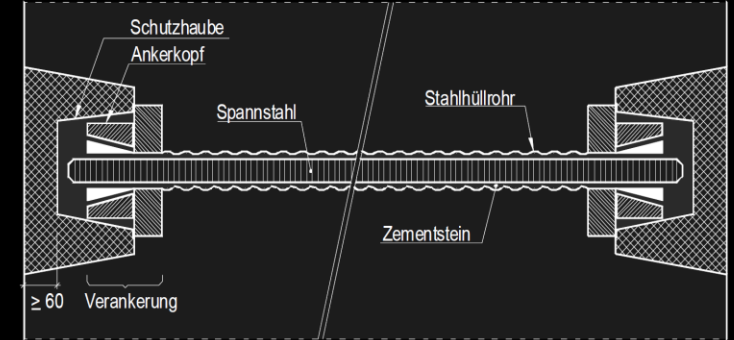 Schutzhaube
Ankerkopf
Stahlhüllrohr
Spannstahl
Zementstein
≥ 60 Verankerung